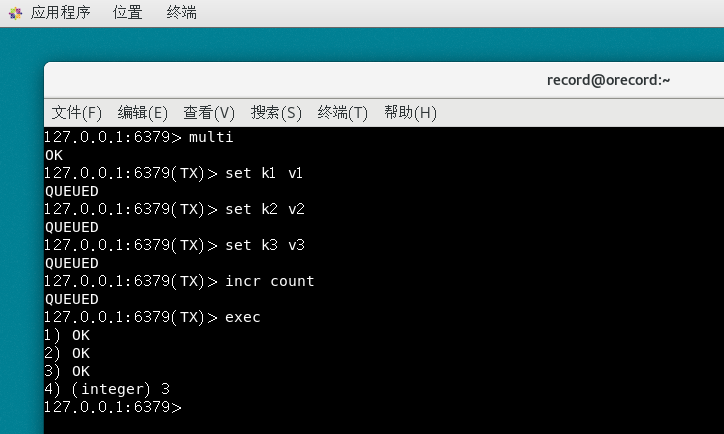 应用程序 位置 终端
record@orecord:~
文件(F) 编辑(E) 查看(V) 搜索(S) 终端(T) 帮助(H)
127.0.0.1:6379> multi
OK
127.0.0.1:6379(TX)> set k1 v1
QUEUED
127.0.0.1:6379(TX)> set k2 v2
QUEUED
127.0.0.1:6379(TX)> set k3 v3
QUEUED
127.0.0.1:6379(TX)> incr count
QUEUED
127.0.0.1:6379(TX)> exec
1) OK
2) OK
3) OK
4) (integer) 3
127.0.0.1:6379>